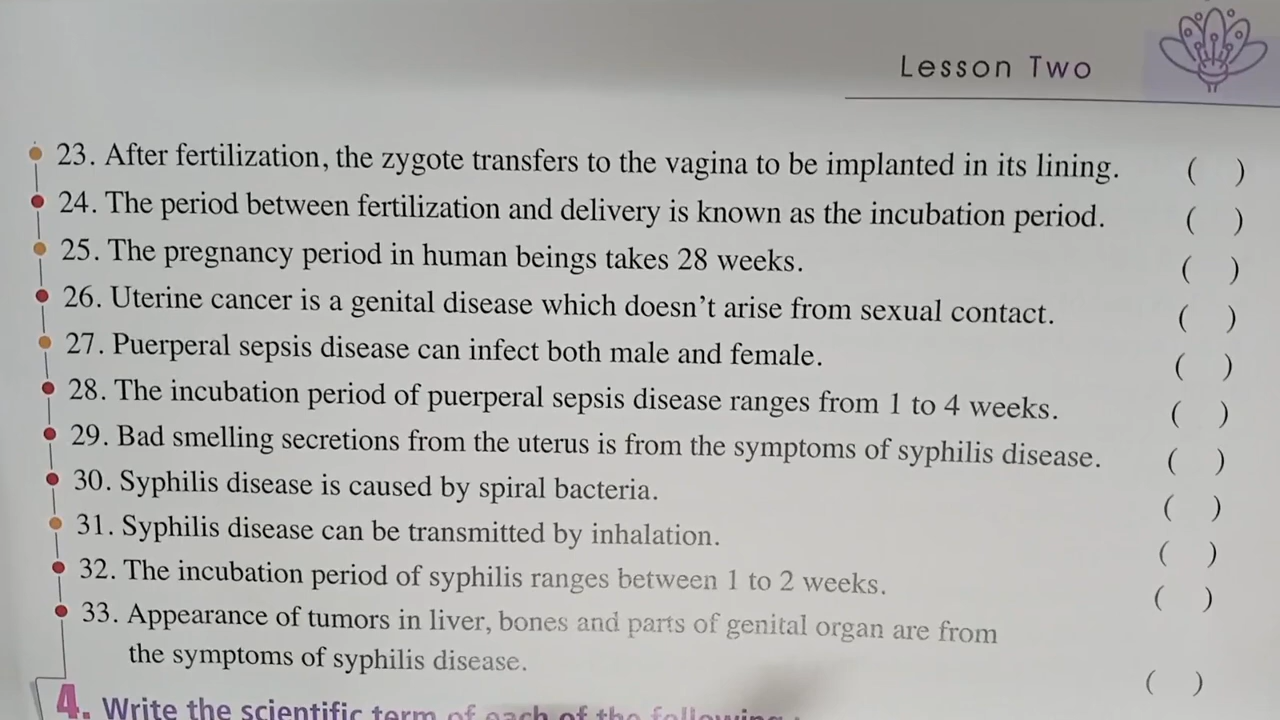 Lesson Two
23. After fertilization, the zygote transfers to the vagina to be implanted in its lining. ( )
24. The period between fertilization and delivery is known as the incubation period. ( )
25. The pregnancy period in human beings takes 28 weeks. ( )
26. Uterine cancer is a genital disease which doesn't arise from sexual contact. ( )
27. Puerperal sepsis disease can infect both male and female. ( )
28. The incubation period of puerperal sepsis disease ranges from 1 to 4 weeks. ( )
29. Bad smelling secretions from the uterus is from the symptoms of syphilis disease. ( )
30. Syphilis disease is caused by spiral bacteria. ( )
31. Syphilis disease can be transmitted by inhalation. ( )
32. The incubation period of syphilis ranges between 1 to 2 weeks. ( )
33. Appearance of tumors in liver, bones and parts of genital organ are from
the symptoms of syphilis disease. ( )
4. Write the scientific term of each of the following :